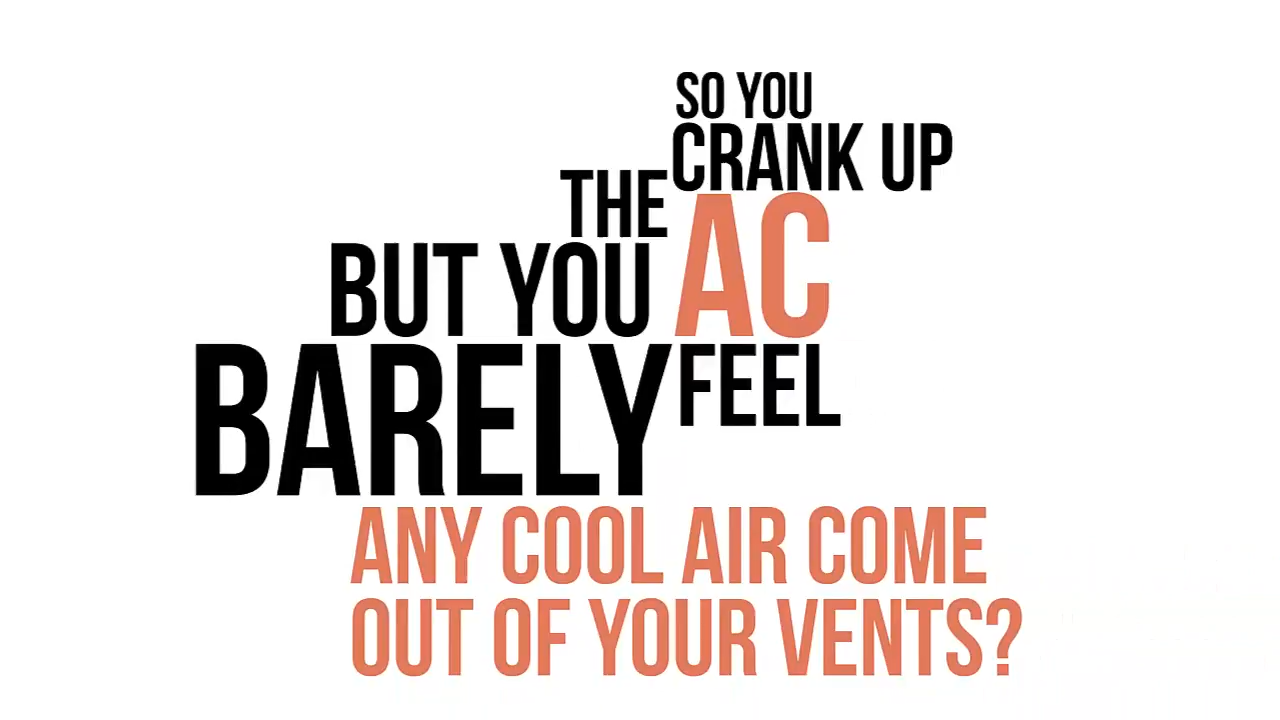 SO YOU
CRANK UP
THE AC
BUT YOU
BARELY FEEL
ANY COOL AIR COME
OUT OF YOUR VENTS?